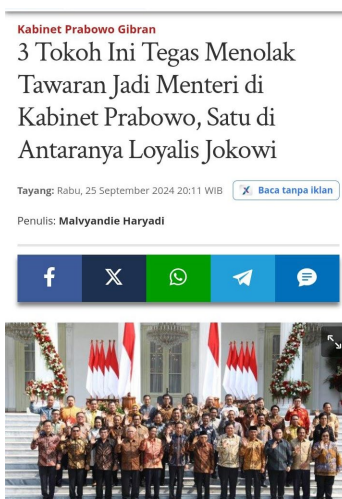 Kabinet Prabowo Gibran
3 Tokoh Ini Tegas Menolak
Tawaran Jadi Menteri di
Kabinet Prabowo, Satu di
Antaranya Loyalis Jokowi
Tayang: Rabu, 25 September 2024 20:11 WIB
Baca tanpa iklan
Penulis: Malvyandie Haryadi